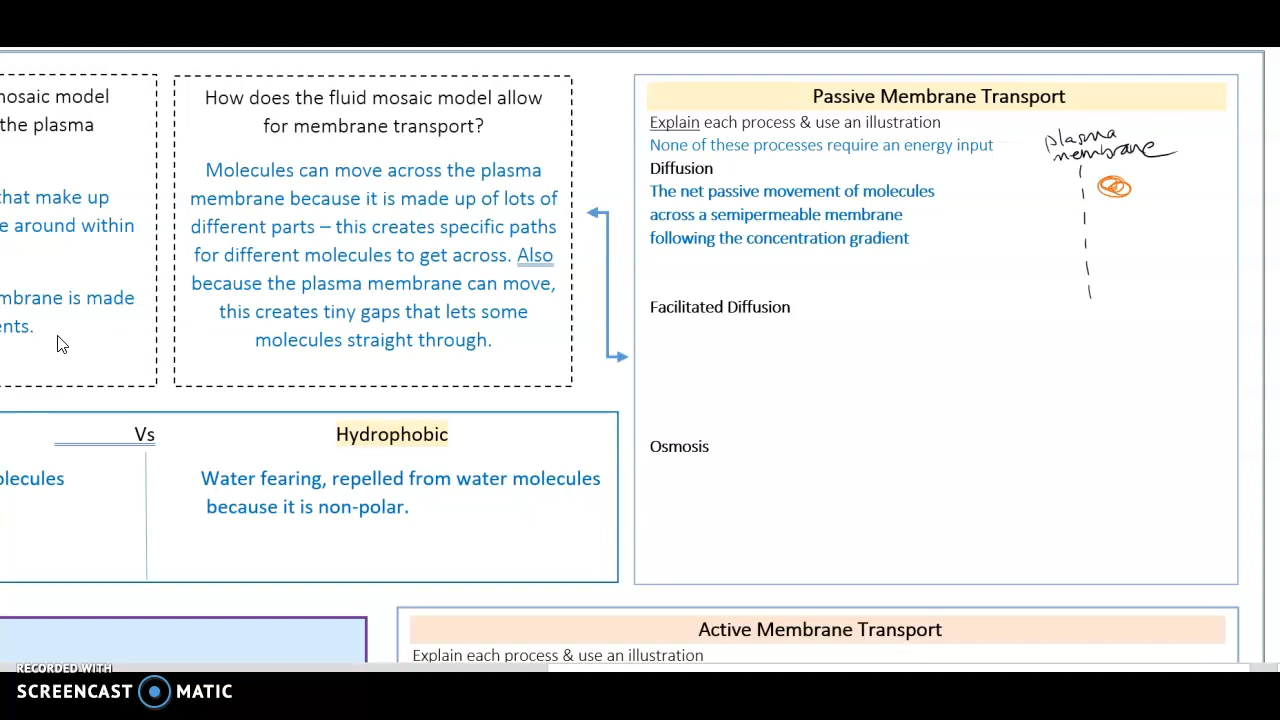 mosaic model
the plasma
that make up
e around within
mbrane is made
ents.
How does the fluid mosaic model allow
for membrane transport?
Molecules can move across the plasma
membrane because it is made up of lots of
different parts – this creates specific paths
for different molecules to get across. Also
because the plasma membrane can move,
this creates tiny gaps that lets some
molecules straight through.
Passive Membrane Transport
Explain each process & use an illustration
None of these processes require an energy input
Diffusion
The net passive movement of molecules
across a semipermeable membrane
following the concentration gradient
plasma
membrane
Facilitated Diffusion
Osmosis
Vs
Hydrophobic
olecules
Water fearing, repelled from water molecules
because it is non-polar.
Active Membrane Transport
Explain each process & use an illustration
RECORDED WITH
SCREENCAST MATIC